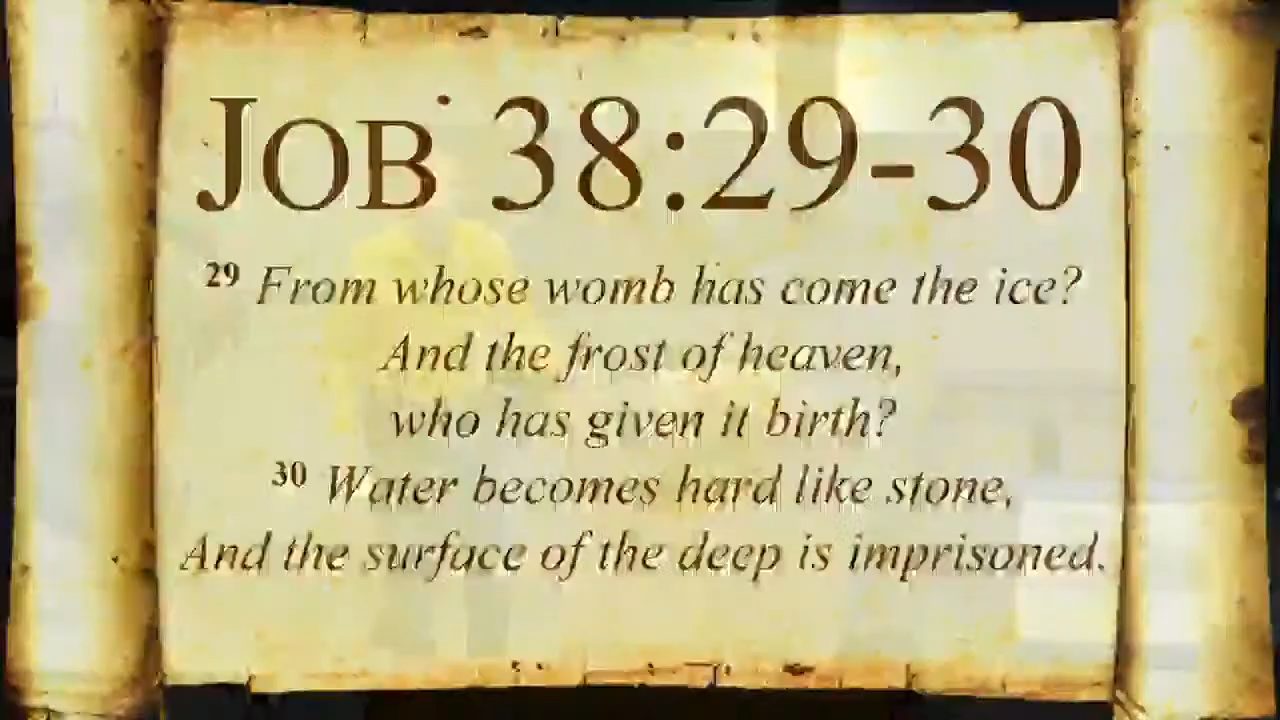 JOB 38:29-30
29 From whose womb has come the ice?
And the frost of heaven,
who has given it birth?
30 Water becomes hard like stone,
And the surface of the deep is imprisoned.